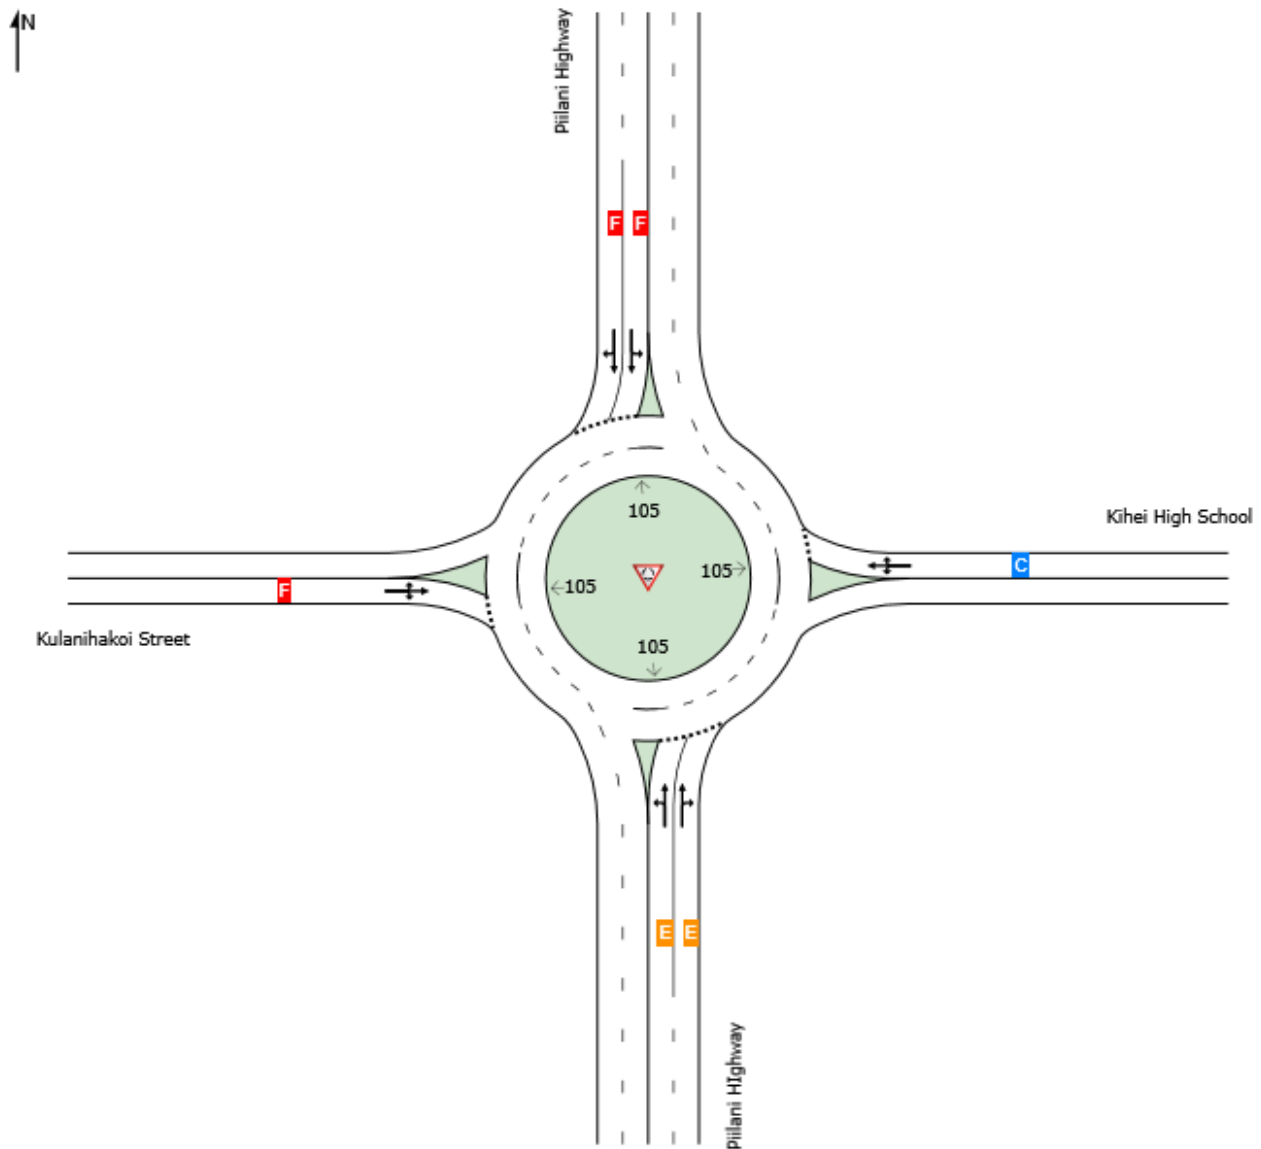 N
Piilani Highway
F F
105
Kihei High School
105
C
105
F
105
Kulanihakoi Street
E E
Piilani HIghway